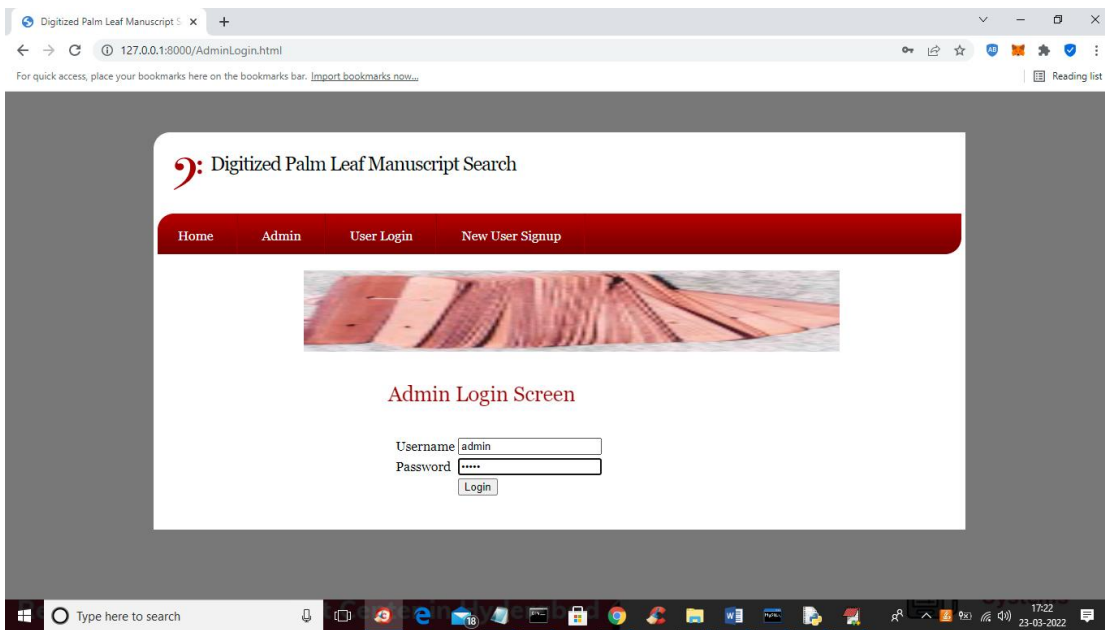 Digitized Palm Leaf Manuscript S
127.0.0.1:8000/AdminLogin.html
For quick access, place your bookmarks here on the bookmarks bar. Import bookmarks now...
Reading list
Digitized Palm Leaf Manuscript Search
Home Admin User Login New User Signup
Admin Login Screen
Username admin
Password •••••
Login
Type here to search
18
17:22
23-03-2022